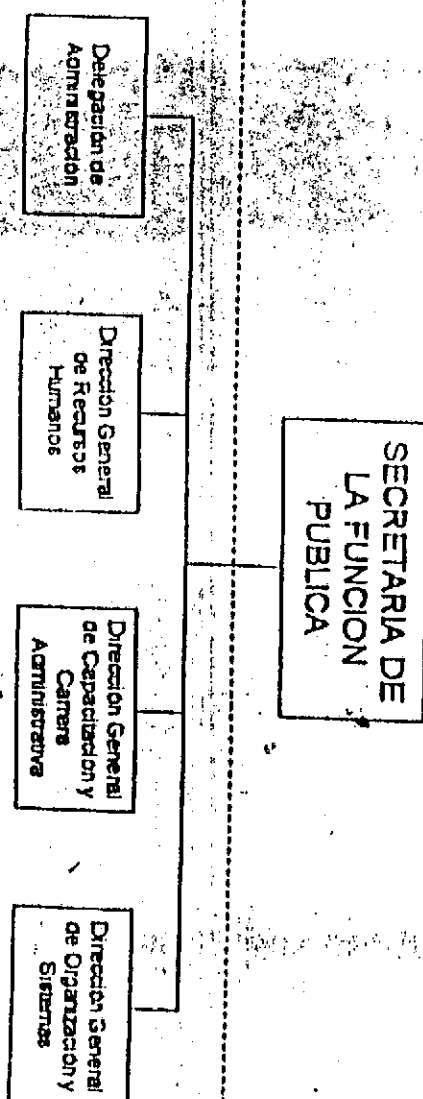 SECRETARIA DE
LA FUNCION
PUBLICA
Delegación de
Administración
Dirección General
de Recursos
Humanos
Dirección General
de Capacitación y
Carrera
Administrativa
Dirección General
de Organización y
Sistemas